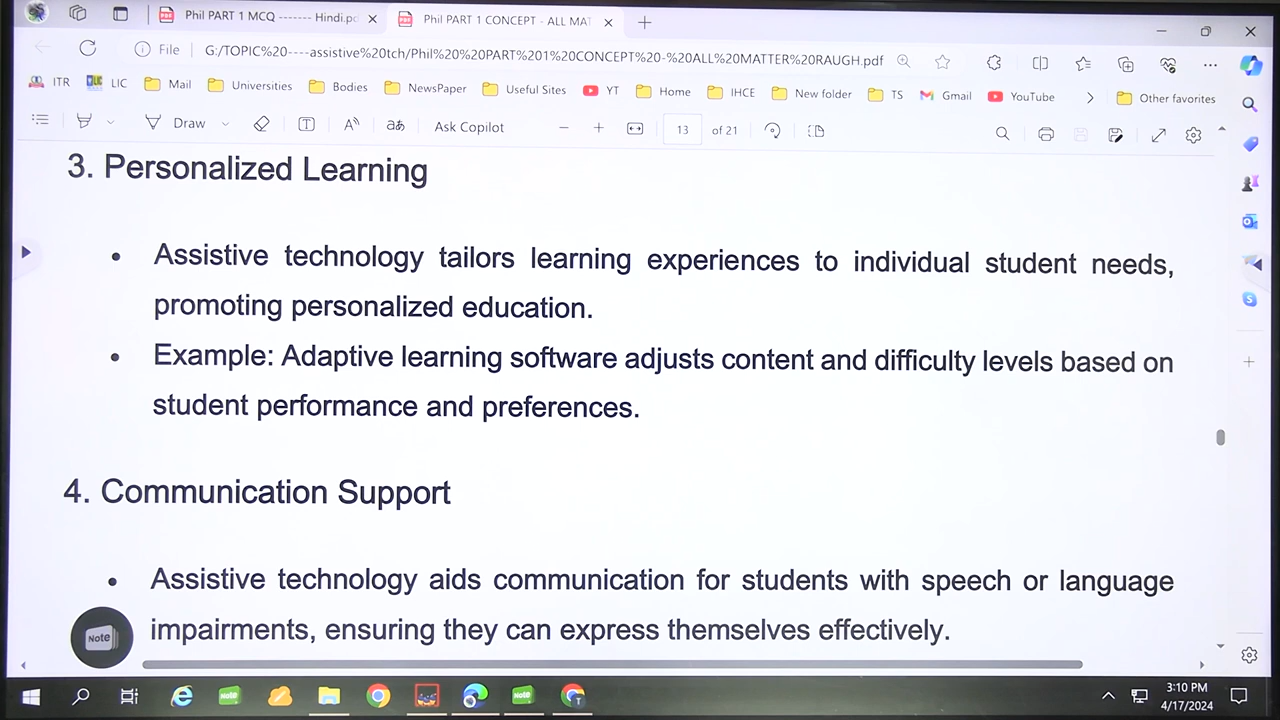 Phil PART 1 MCQ ------- Hindi.pd
Phil PART 1 CONCEPT - ALL MAT
File
G:/TOPIC%20----assistive%20tch/Phil%20%20PART%201%20CONCEPT%20-%20ALL%20MATTER%20RAUGH.pdf
ITR LIC Mail Universities Bodies NewsPaper Useful Sites YT Home IHCE New folder TS Gmail YouTube Other favorites
Draw Ask Copilot 13 of 21
3. Personalized Learning
• Assistive technology tailors learning experiences to individual student needs,
promoting personalized education.
• Example: Adaptive learning software adjusts content and difficulty levels based on
student performance and preferences.
4. Communication Support
• Assistive technology aids communication for students with speech or language
impairments, ensuring they can express themselves effectively.
Note
Note
Note
3:10 PM
4/17/2024